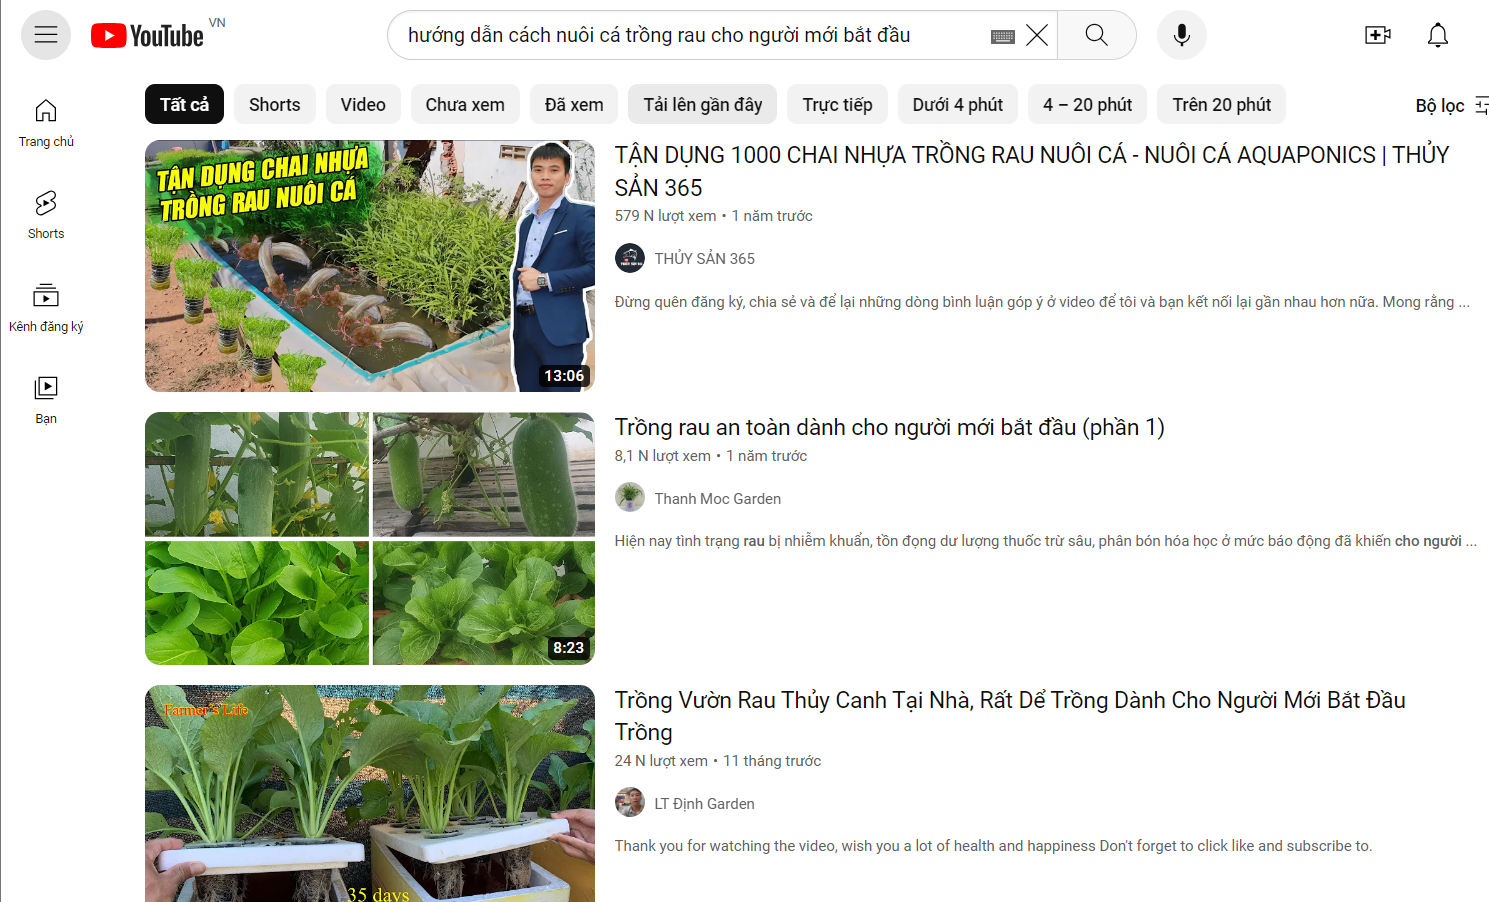 YouTube VN
hướng dẫn cách nuôi cá trồng rau cho người mới bắt đầu
Tất cả
Shorts
Video
Chưa xem
Đã xem
Tải lên gần đây
Trực tiếp
Dưới 4 phút
4 – 20 phút
Trên 20 phút
Bộ lọc
Trang chủ
Shorts
Kênh đăng ký
Bạn
TẬN DỤNG CHAI NHỰA
TRỒNG RAU NUÔI CÁ
13:06
TẬN DỤNG 1000 CHAI NHỰA TRỒNG RAU NUÔI CÁ - NUÔI CÁ AQUAPONICS | THỦY
SẢN 365
579 N lượt xem • 1 năm trước
THỦY SẢN 365
Đừng quên đăng ký, chia sẻ và để lại những dòng bình luận góp ý ở video để tôi và bạn kết nối lại gần nhau hơn nữa. Mong rằng ...
8:23
Trồng rau an toàn dành cho người mới bắt đầu (phần 1)
8,1 N lượt xem • 1 năm trước
Thanh Moc Garden
Hiện nay tình trạng rau bị nhiễm khuẩn, tồn đọng dư lượng thuốc trừ sâu, phân bón hóa học ở mức báo động đã khiến cho người ...
Farmer's Life
35 days
Trồng Vườn Rau Thủy Canh Tại Nhà, Rất Dể Trồng Dành Cho Người Mới Bắt Đầu
Trồng
24 N lượt xem • 11 tháng trước
LT Định Garden
Thank you for watching the video, wish you a lot of health and happiness Don't forget to click like and subscribe to.